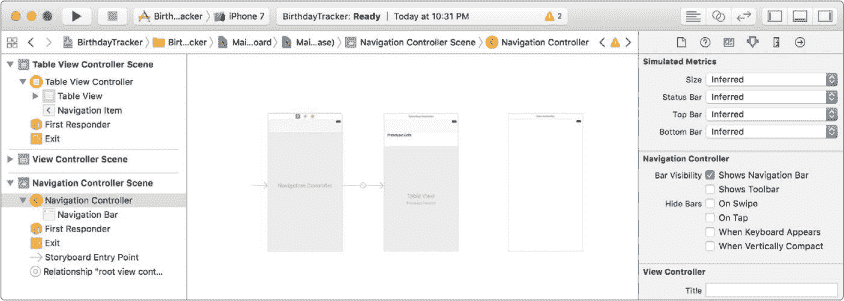 Birth...acker
iPhone 7
BirthdayTracker: Ready | Today at 10:31 PM
2
BirthdayTracker
Birt...cker
Mai...oard
Mai...ase)
Navigation Controller Scene
Navigation Controller
Table View Controller Scene
Table View Controller
Table View
Navigation Item
First Responder
Exit
View Controller Scene
Navigation Controller Scene
Navigation Controller
Navigation Bar
First Responder
Exit
Storyboard Entry Point
Relationship "root view cont...
Navigation Controller
Prototype Cells
Table View
Simulated Metrics
Size Inferred
Status Bar Inferred
Top Bar Inferred
Bottom Bar Inferred
Navigation Controller
Bar Visibility Shows Navigation Bar
Shows Toolbar
Hide Bars On Swipe
On Tap
When Keyboard Appears
When Vertically Compact
View Controller
Title